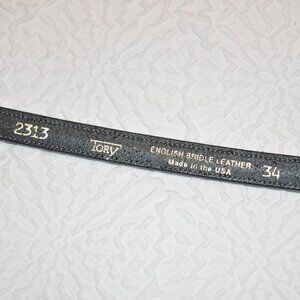 2313
TORY
ENGLISH BRIDLE LEATHER
Made in the USA
34